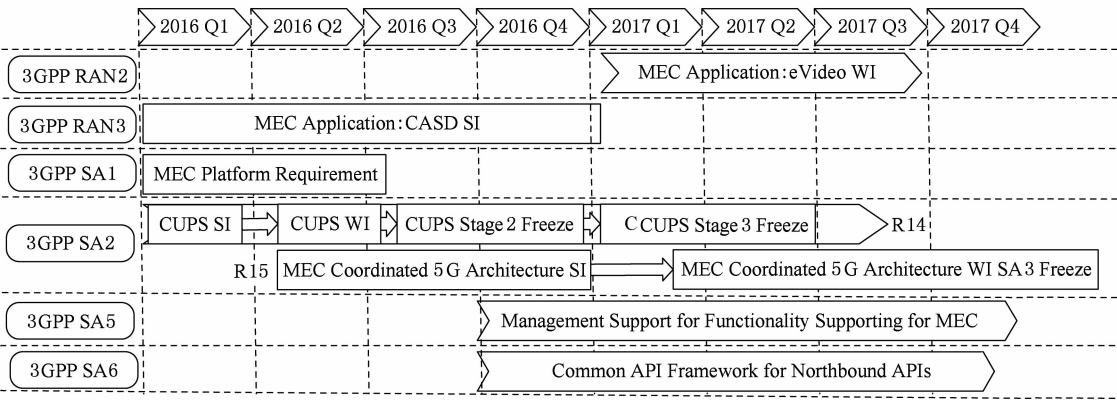 2016 Q1 2016 Q2 2016 Q3 2016 Q4 2017 Q1 2017 Q2 2017 Q3 2017 Q4
3GPP RAN2 MEC Application:eVideo WI
3GPP RAN3 MEC Application:CASD SI
3GPP SA1 MEC Platform Requirement
3GPP SA2 CUPS SI CUPS WI CUPS Stage 2 Freeze C CUPS Stage 3 Freeze R14
R15 MEC Coordinated 5G Architecture SI MEC Coordinated 5G Architecture WI SA3 Freeze
3GPP SA5 Management Support for Functionality Supporting for MEC
3GPP SA6 Common API Framework for Northbound APIs